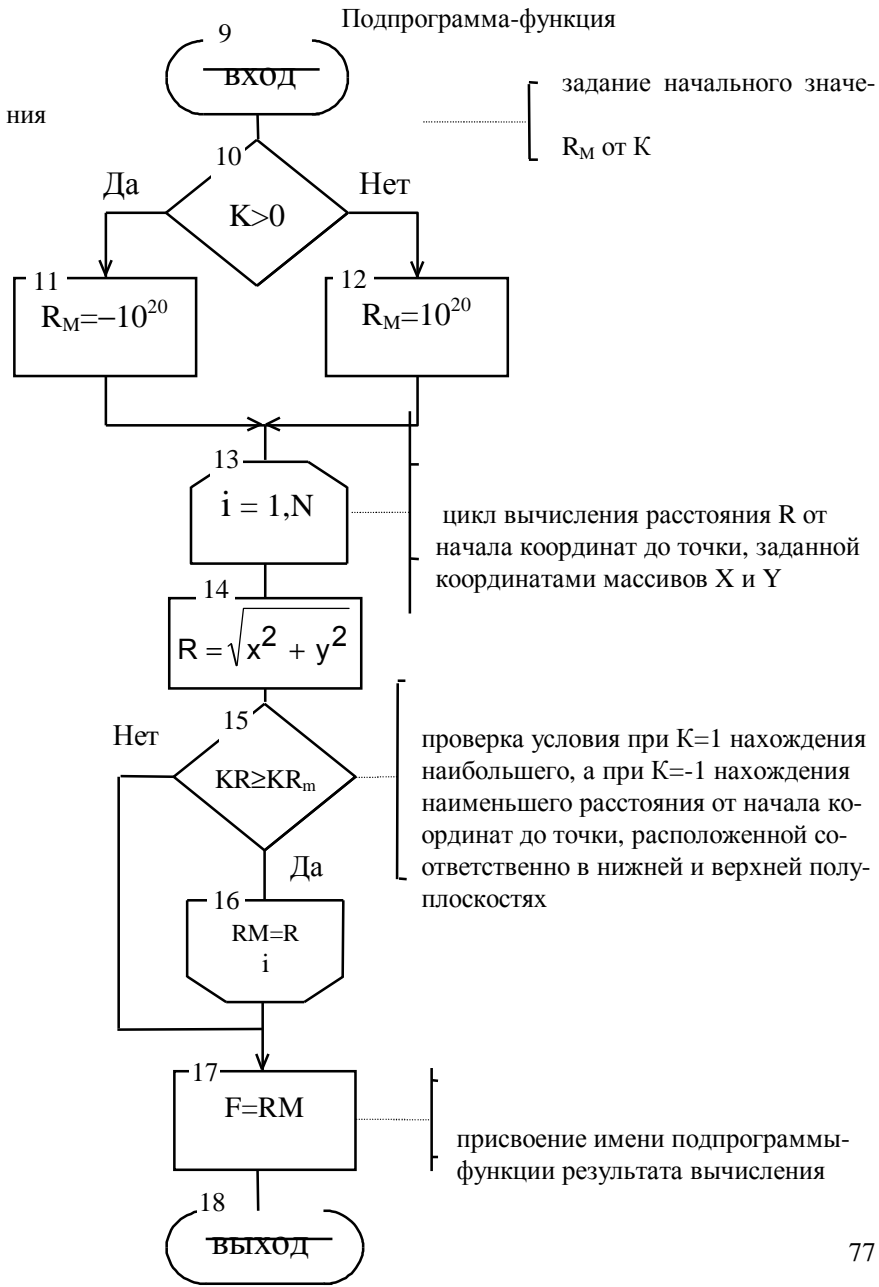 Подпрограмма-функция
9
вход
задание начального значе-
ния
R_M от К
10
Да
Нет
K>0
11
R_M=−10^20
12
R_M=10^20
13
i = 1,N
цикл вычисления расстояния R от
начала координат до точки, заданной
координатами массивов X и Y
14
R = √x^2 + y^2
15
Нет
KR≥KR_m
проверка условия при К=1 нахождения
наибольшего, а при К=-1 нахождения
наименьшего расстояния от начала ко-
ординат до точки, расположенной со-
ответственно в нижней и верхней полу-
плоскостях
Да
16
RM=R
i
17
F=RM
присвоение имени подпрограммы-
функции результата вычисления
18
выход
77